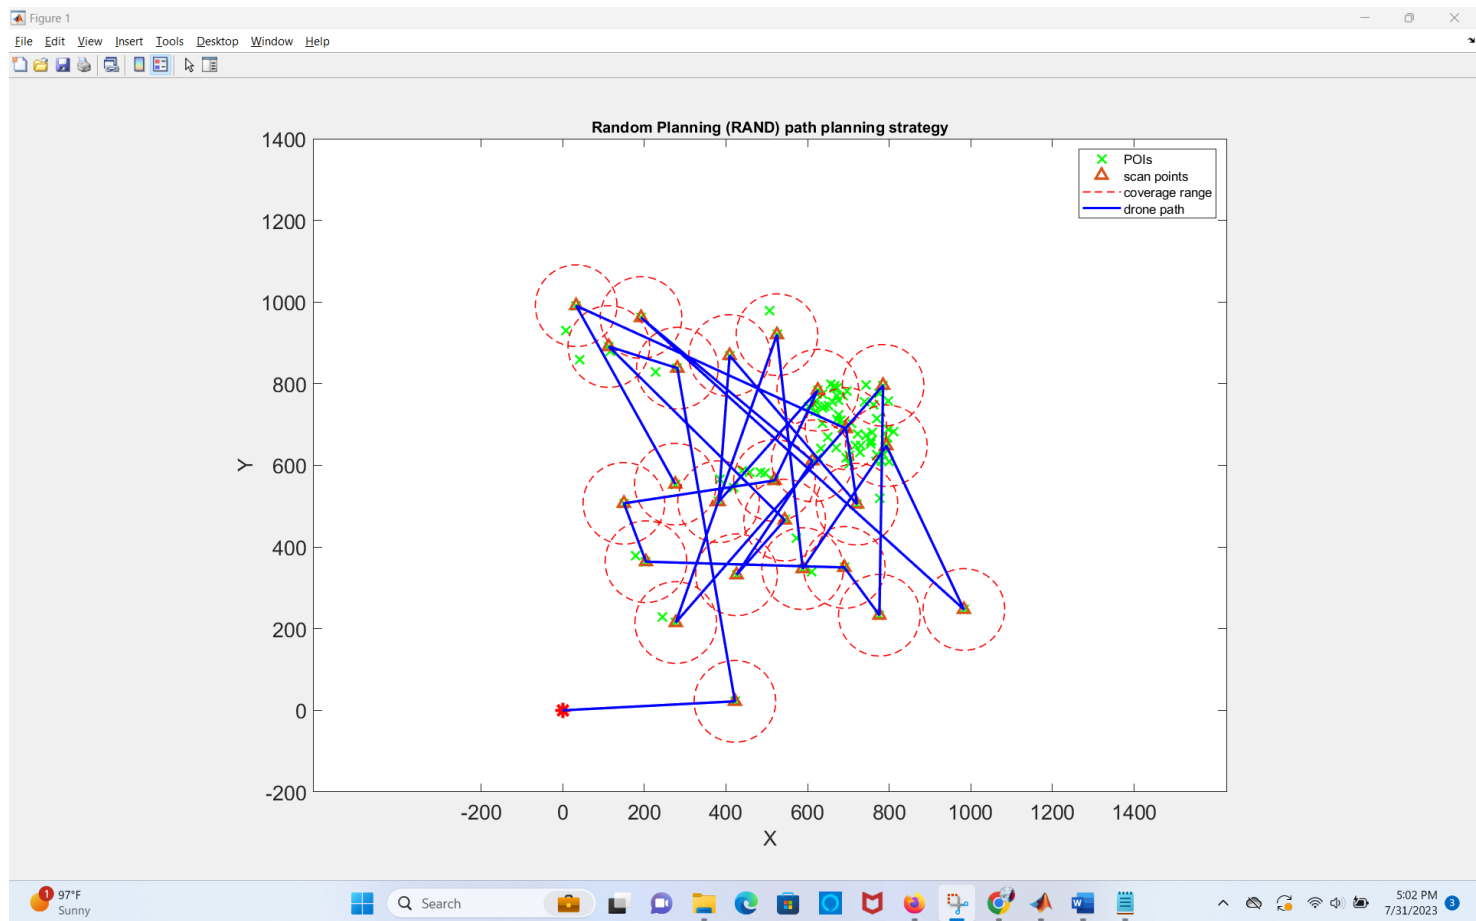 Figure 1
File Edit View Insert Tools Desktop Window Help
Random Planning (RAND) path planning strategy
1400
1200
1000
800
600
400
200
0
-200
Y
POIs
scan points
coverage range
drone path
-200 0 200 400 600 800 1000 1200 1400
X
1
97°F
Sunny
Search
5:02 PM
7/31/2023
3